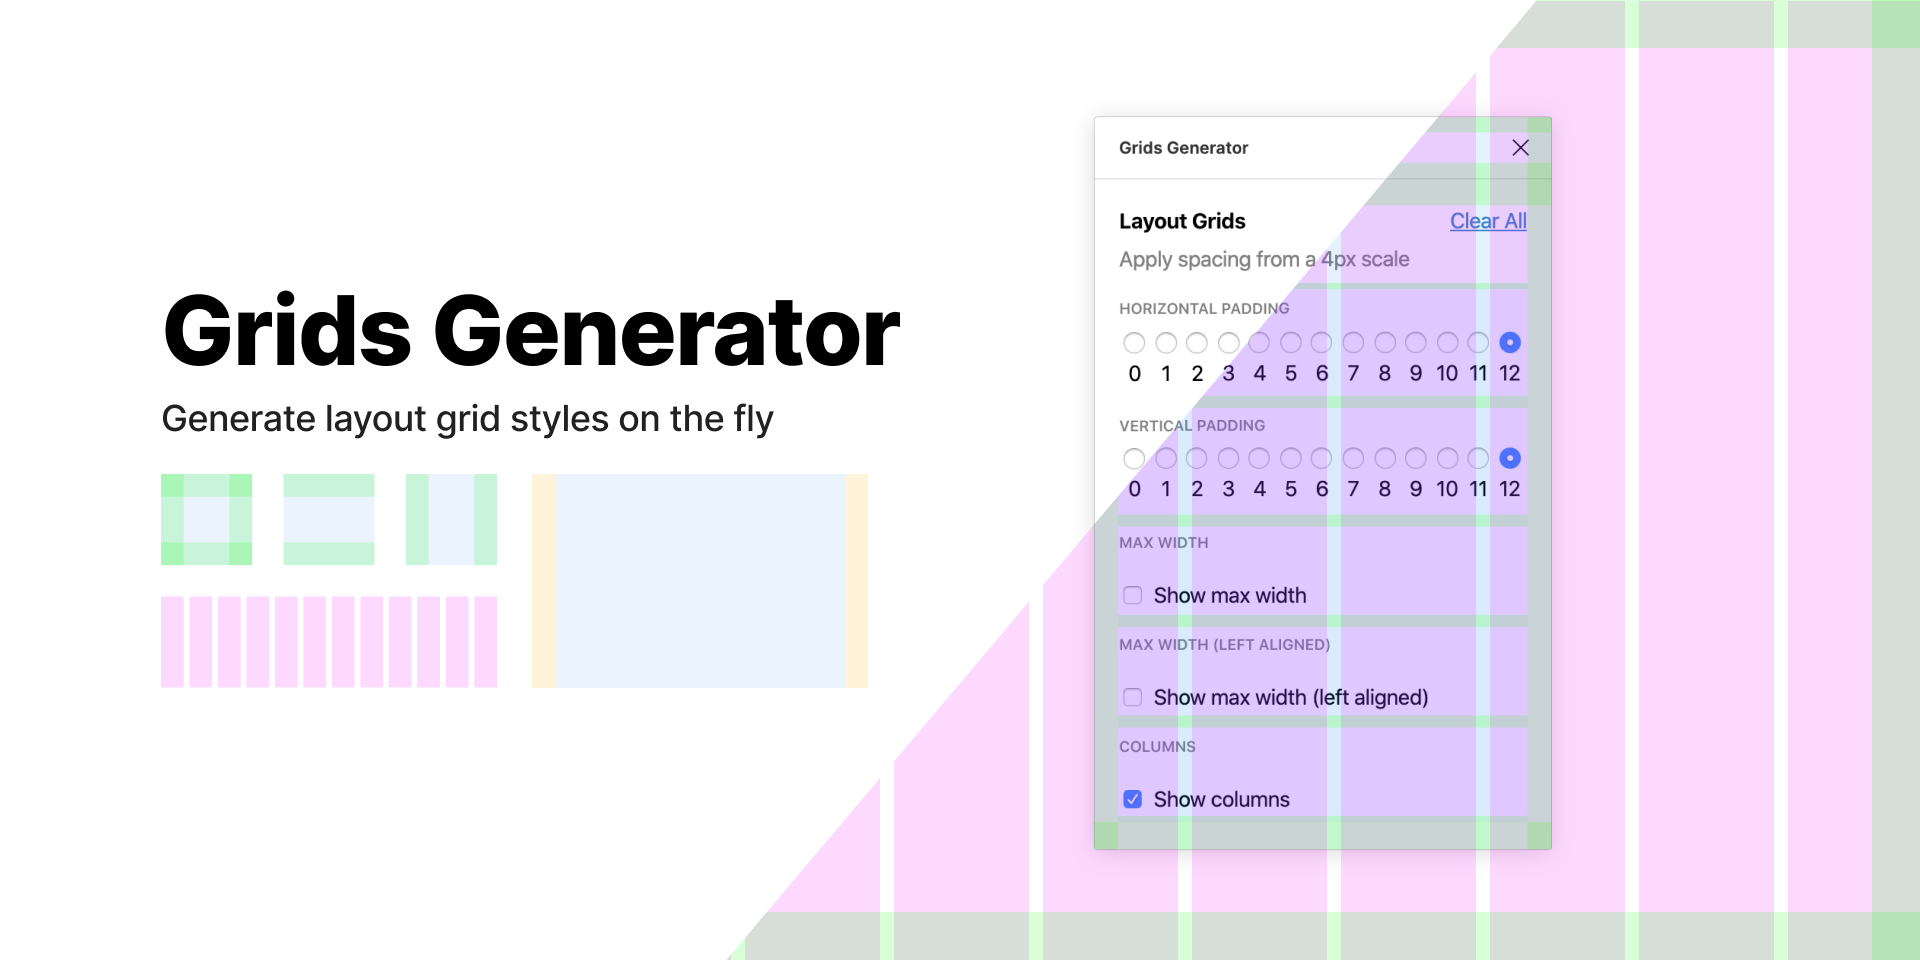 Grids Generator
Generate layout grid styles on the fly
Grids Generator
Layout Grids Clear All
Apply spacing from a 4px scale
HORIZONTAL PADDING
0 1 2 3 4 5 6 7 8 9 10 11 12
VERTICAL PADDING
0 1 2 3 4 5 6 7 8 9 10 11 12
MAX WIDTH
Show max width
MAX WIDTH (LEFT ALIGNED)
Show max width (left aligned)
COLUMNS
Show columns